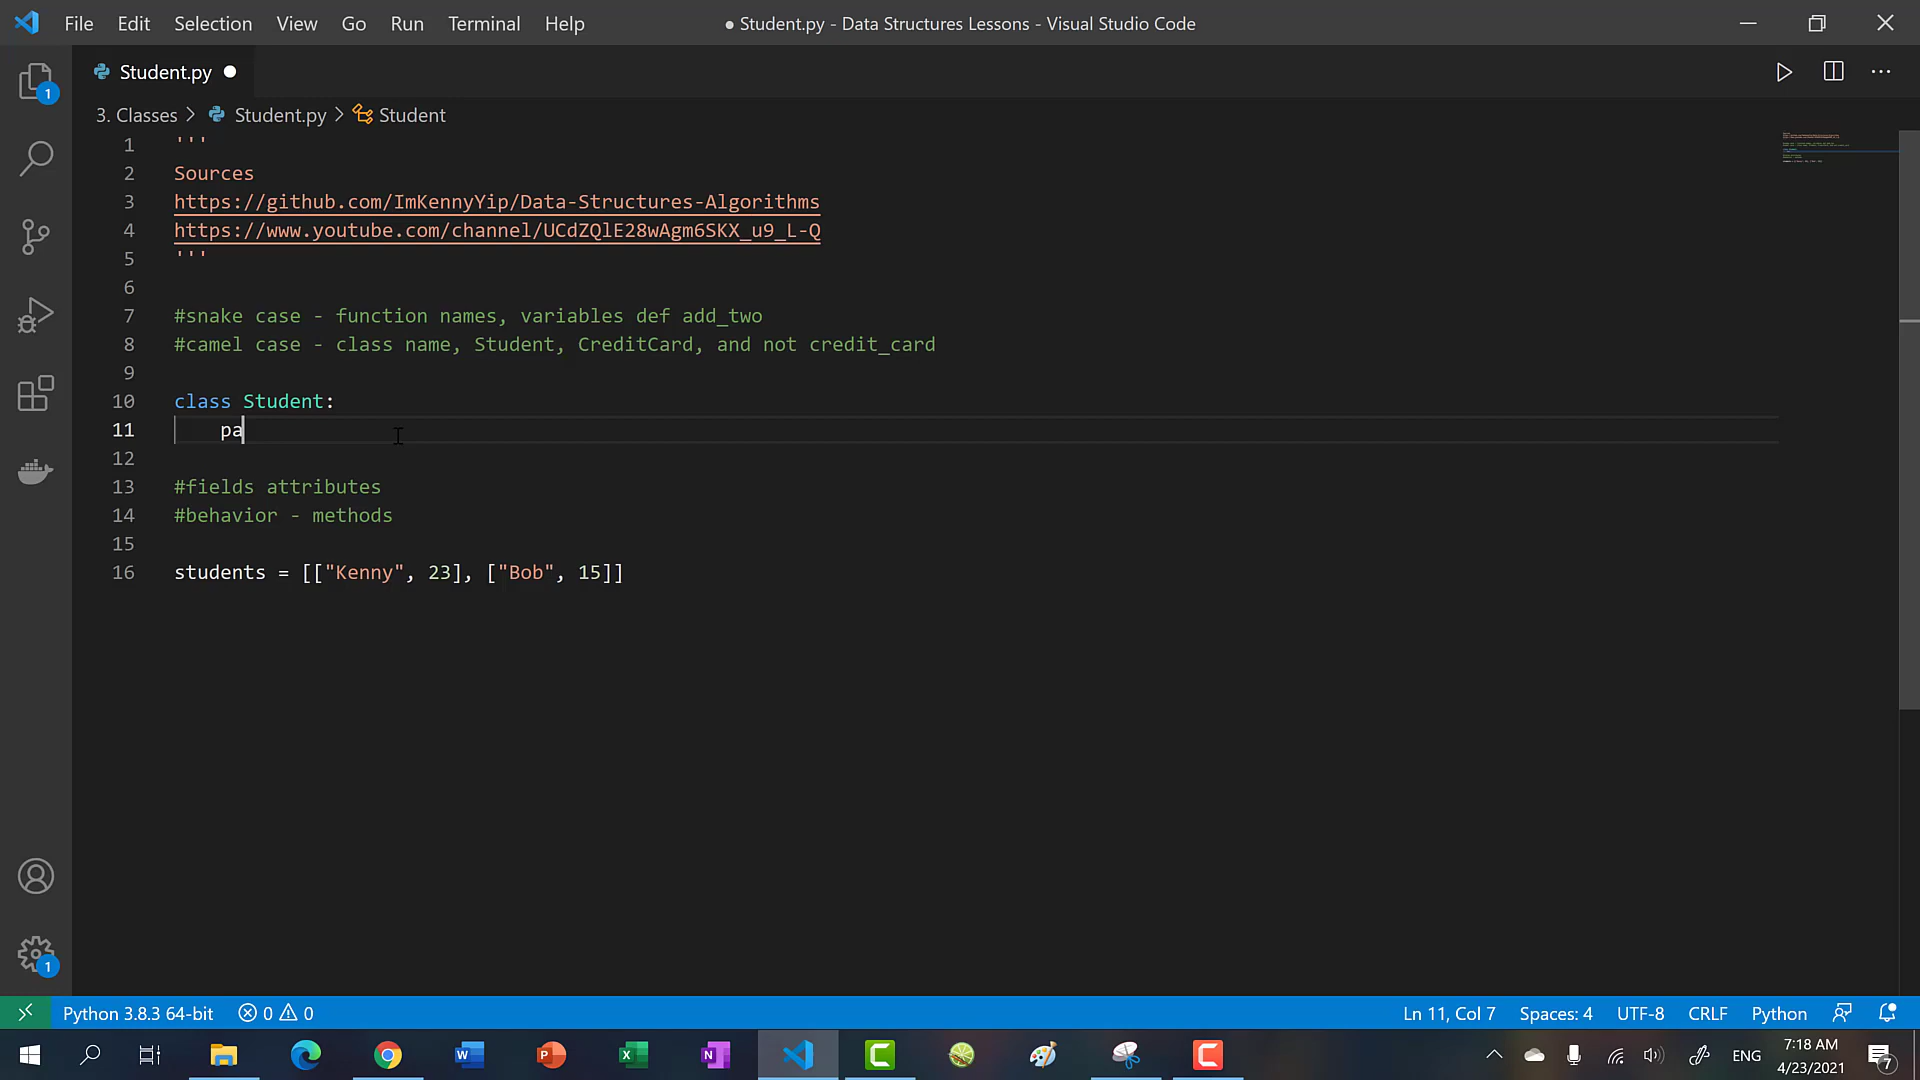 File Edit Selection View Go Run Terminal Help
● Student.py - Data Structures Lessons - Visual Studio Code
Student.py
3. Classes > Student.py > Student
1 '''
2 Sources
3 https://github.com/ImKennyYip/Data-Structures-Algorithms
4 https://www.youtube.com/channel/UCdZQlE28wAgm6SKX_u9_L-Q
5 '''
6
7 #snake case - function names, variables def add_two
8 #camel case - class name, Student, CreditCard, and not credit_card
9
10 class Student:
11 pa
12
13 #fields attributes
14 #behavior - methods
15
16 students = [["Kenny", 23], ["Bob", 15]]
1
1
Python 3.8.3 64-bit 0 0 Ln 11, Col 7 Spaces: 4 UTF-8 CRLF Python
ENG 7:18 AM
4/23/2021
7